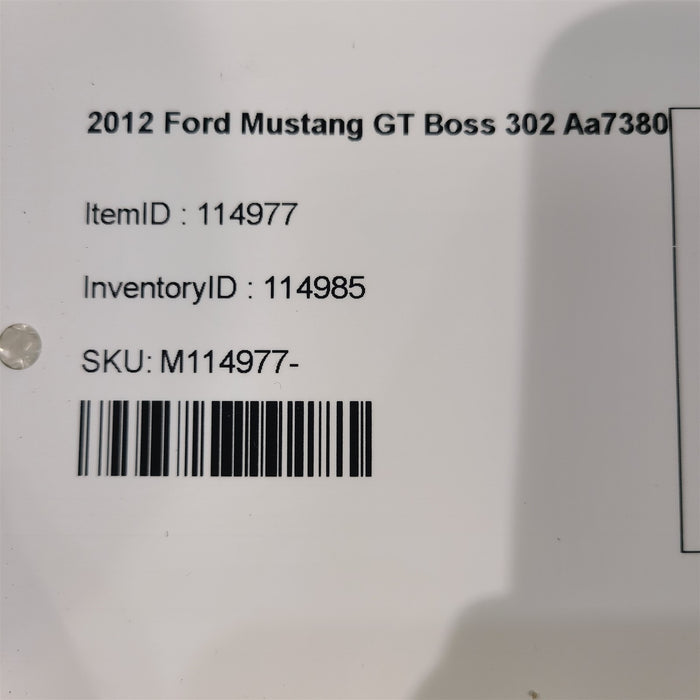 2012 Ford Mustang GT Boss 302 Aa7380
ItemID : 114977
InventoryID : 114985
SKU: M114977-